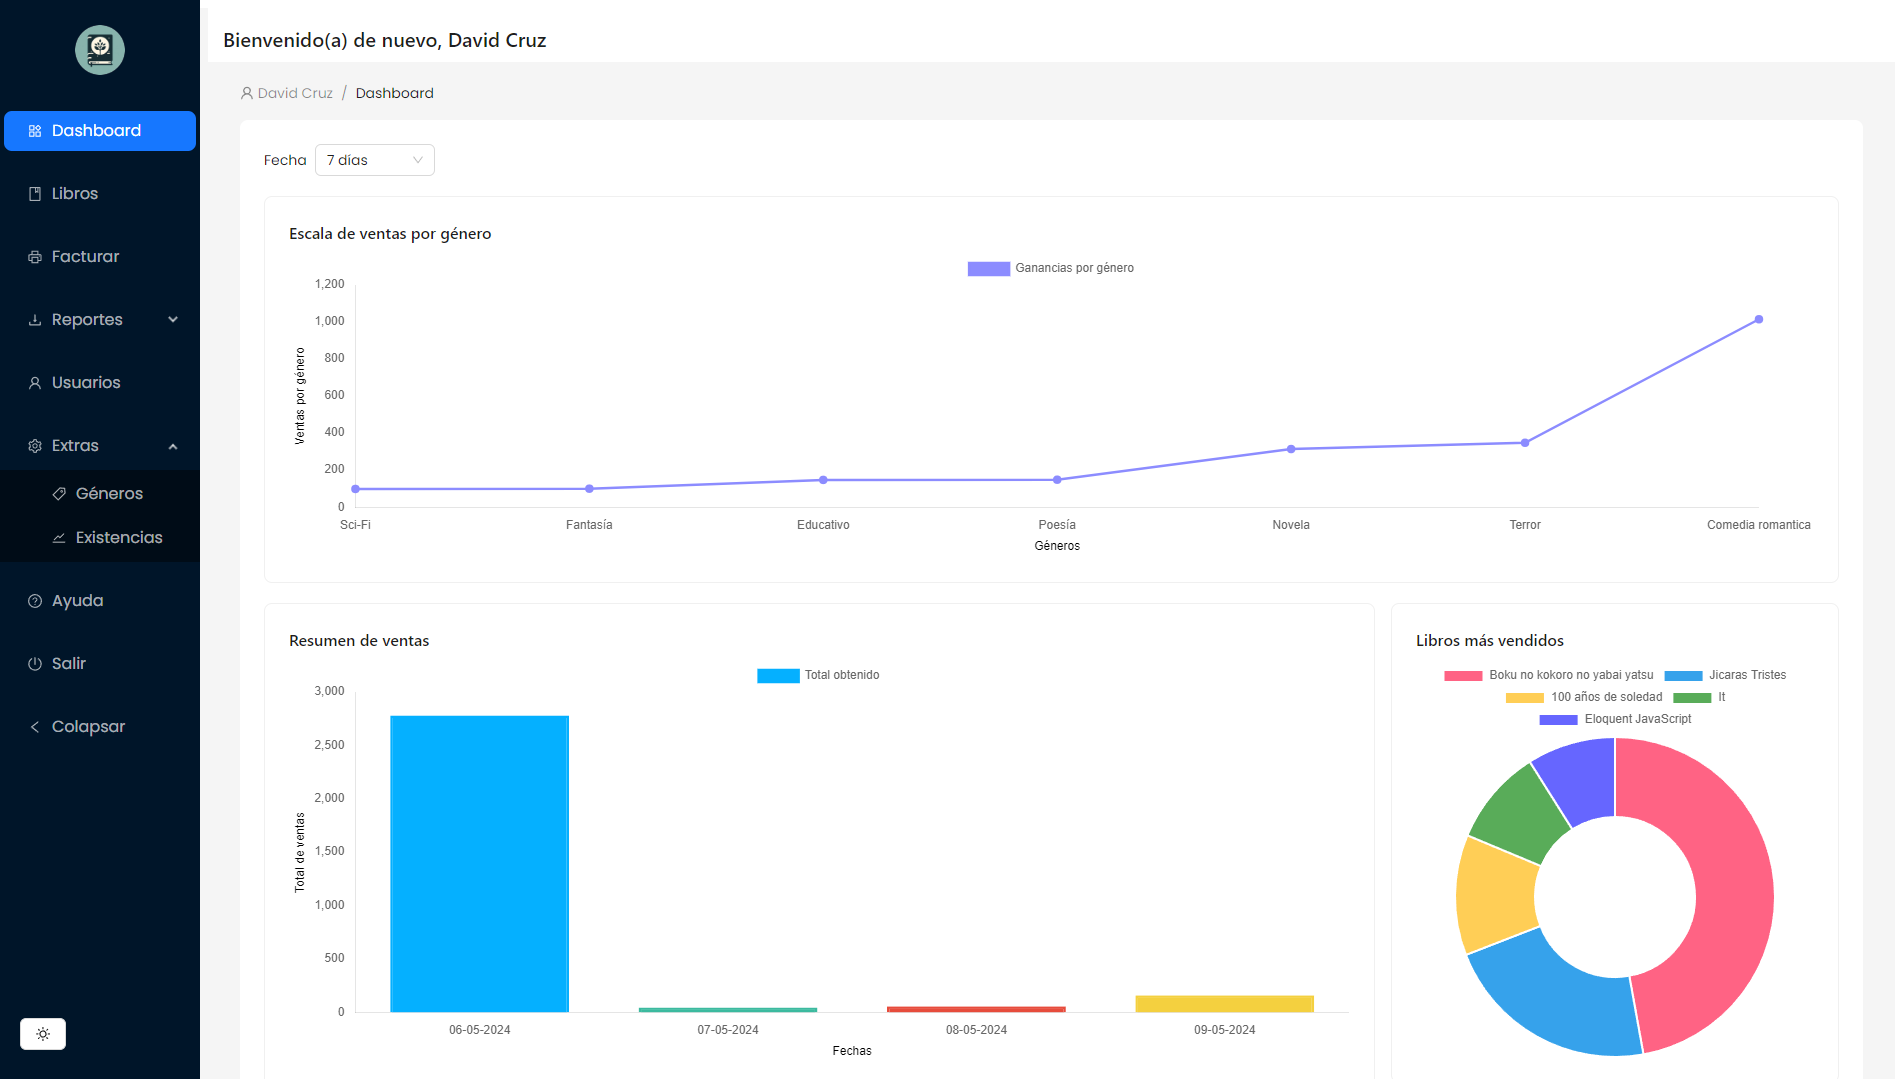 Bienvenido(a) de nuevo, David Cruz
David Cruz / Dashboard
Dashboard
Libros
Facturar
Reportes
Usuarios
Extras
Géneros
Existencias
Ayuda
Salir
Colapsar
Fecha 7 días
Escala de ventas por género
Ganancias por género
1,200
1,000
800
600
400
200
0
Ventas por género
Sci-Fi Fantasía Educativo Poesía Novela Terror Comedia romantica
Géneros
Resumen de ventas
Total obtenido
3,000
2,500
2,000
1,500
1,000
500
0
Total de ventas
06-05-2024 07-05-2024 08-05-2024 09-05-2024
Fechas
Libros más vendidos
Boku no kokoro no yabai yatsu Jicaras Tristes
100 años de soledad It
Eloquent JavaScript